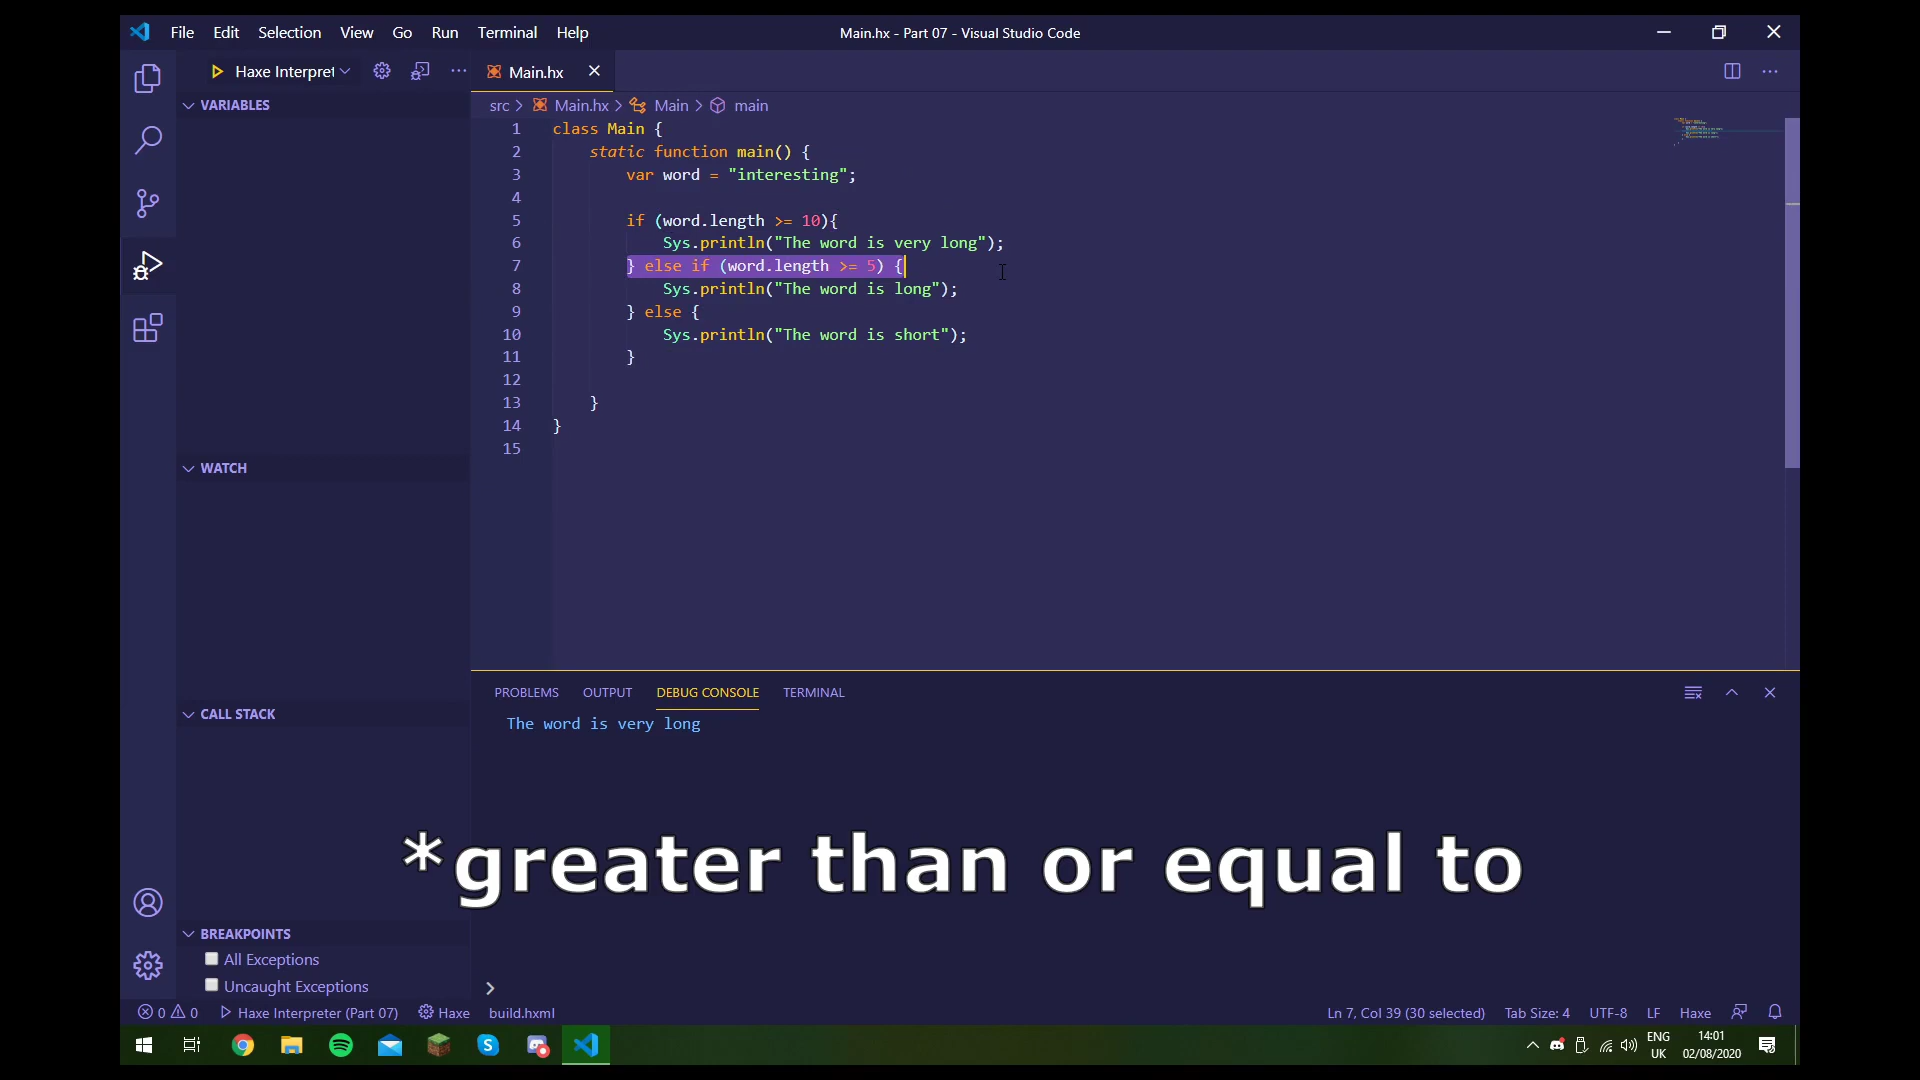 File Edit Selection View Go Run Terminal Help
Main.hx - Part 07 - Visual Studio Code
Haxe Interpret
Main.hx
VARIABLES
src > Main.hx > Main > main
1 class Main {
2 static function main() {
3 var word = "interesting";
4
5 if (word.length >= 10){
6 Sys.println("The word is very long");
7 } else if (word.length >= 5) {
8 Sys.println("The word is long");
9 } else {
10 Sys.println("The word is short");
11 }
12
13 }
14 }
15
WATCH
CALL STACK
PROBLEMS OUTPUT DEBUG CONSOLE TERMINAL
The word is very long
*greater than or equal to
BREAKPOINTS
All Exceptions
Uncaught Exceptions
0 0 Haxe Interpreter (Part 07) Haxe build.hxml
Ln 7, Col 39 (30 selected) Tab Size: 4 UTF-8 LF Haxe
ENG
UK
14:01
02/08/2020